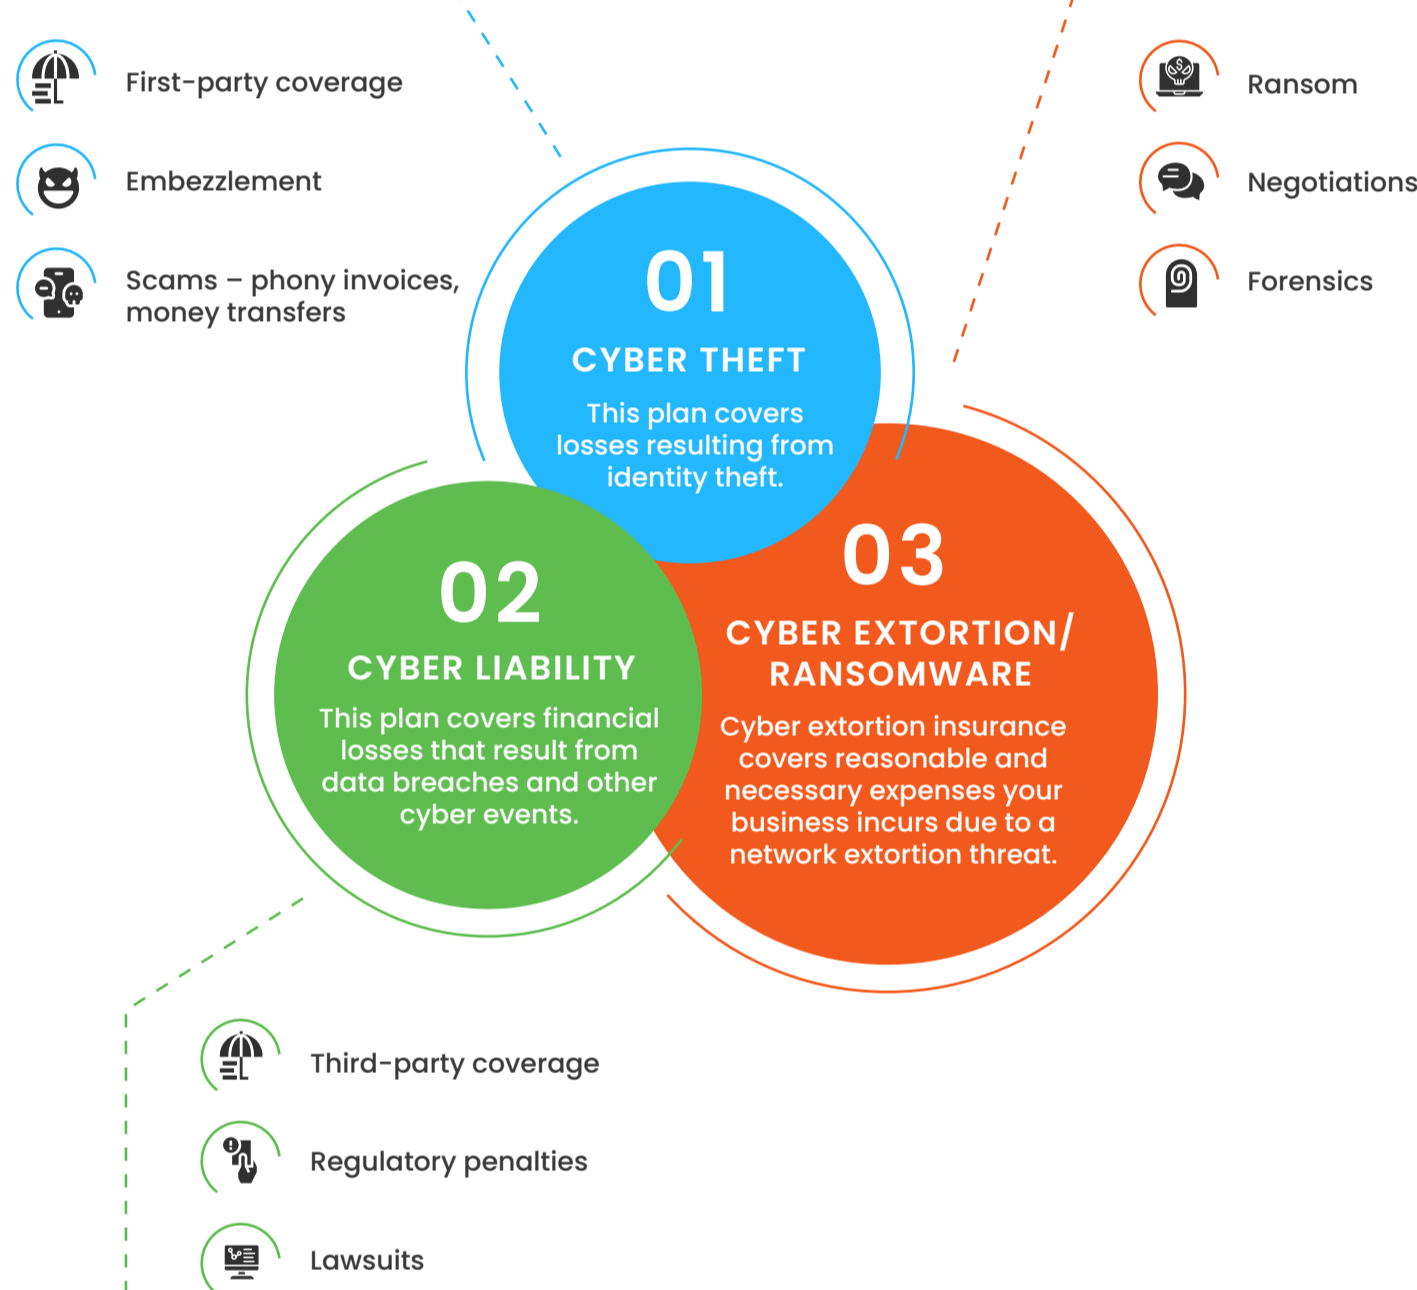 First-party coverage
Embezzlement
Scams – phony invoices,
money transfers
Ransom
Negotiations
Forensics
01
CYBER THEFT
This plan covers
losses resulting from
identity theft.
02
CYBER LIABILITY
This plan covers financial
losses that result from
data breaches and other
cyber events.
03
CYBER EXTORTION/
RANSOMWARE
Cyber extortion insurance
covers reasonable and
necessary expenses your
business incurs due to a
network extortion threat.
Third-party coverage
Regulatory penalties
Lawsuits